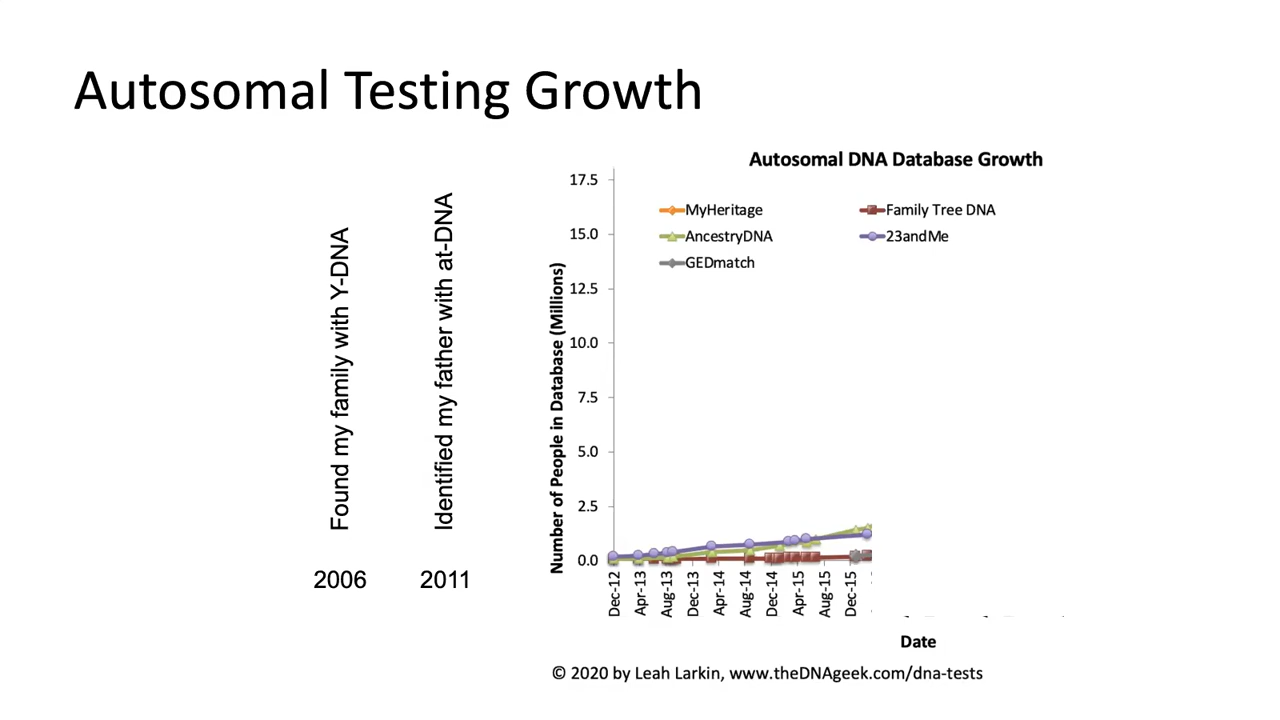 Autosomal Testing Growth
Found my family with Y-DNA
Identified my father with at-DNA
2006
2011
Autosomal DNA Database Growth
MyHeritage
Family Tree DNA
AncestryDNA
23andMe
GEDmatch
Number of People in Database (Millions)
17.5
15.0
12.5
10.0
7.5
5.0
2.5
0.0
Dec-12
Apr-13
Aug-13
Dec-13
Apr-14
Aug-14
Dec-14
Apr-15
Aug-15
Dec-15
Date
© 2020 by Leah Larkin, www.theDNAgeek.com/dna-tests